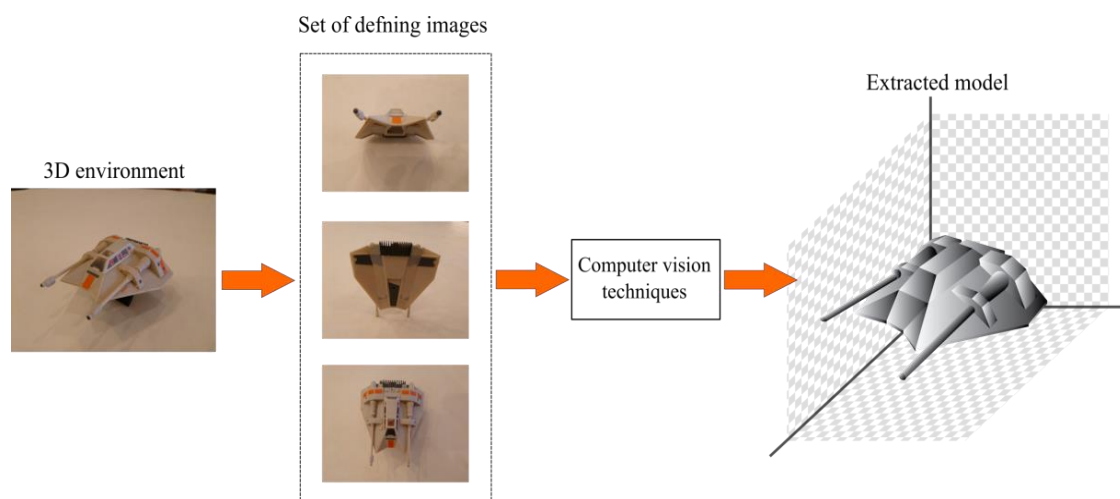 Set of defning images
3D environment
Computer vision
techniques
Extracted model